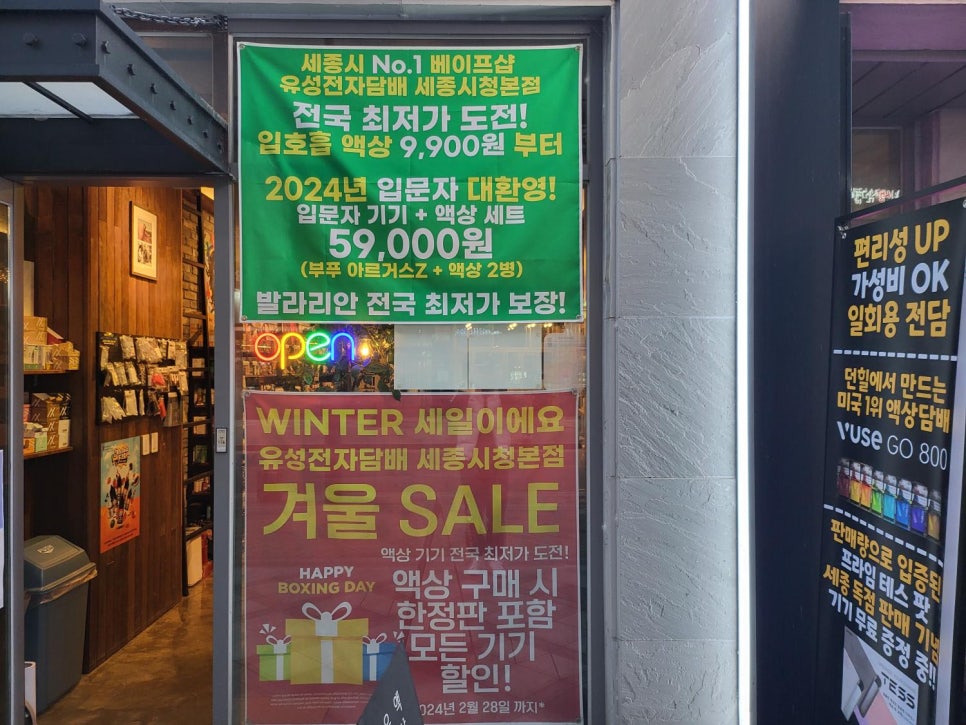 세종시 No.1 베이프샵
유성전자담배 세종시청본점
전국 최저가 도전!
입호흡 액상 9,900원 부터
2024년 입문자 대환영!
입문자 기기 + 액상 세트
59,000원
(부푸 아르거스Z + 액상 2병)
발라리안 전국 최저가 보장!
open
WINTER 세일이에요
유성전자담배 세종시청본점
겨울 SALE
액상 기기 전국 최저가 도전!
HAPPY
BOXING DAY
액상 구매 시
한정판 포함
모든 기기
할인!
2024년 2월 28일 까지*
편리성 UP
가성비 OK
일회용 전담
던힐에서 만드는
미국 1위 액상담배
VUSE GO 800
판매량으로 입증된
프라임 테스 팟
세종 독점 판매 기념
기기 무료 증정 중!!
TESS